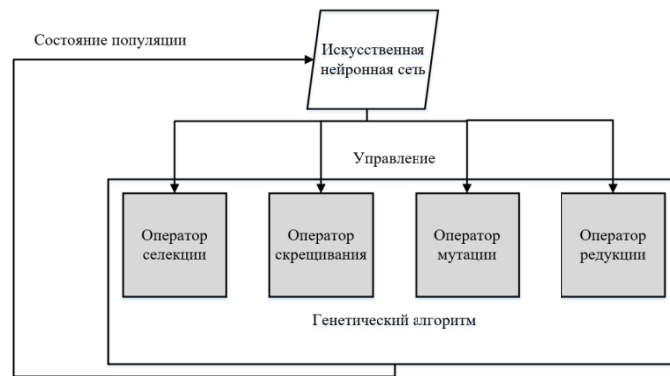 Состояние популяции
Искусственная
нейронная сеть
Управление
Оператор
селекции
Оператор
скрещивания
Оператор
мутации
Оператор
редукции
Генетический алгоритм